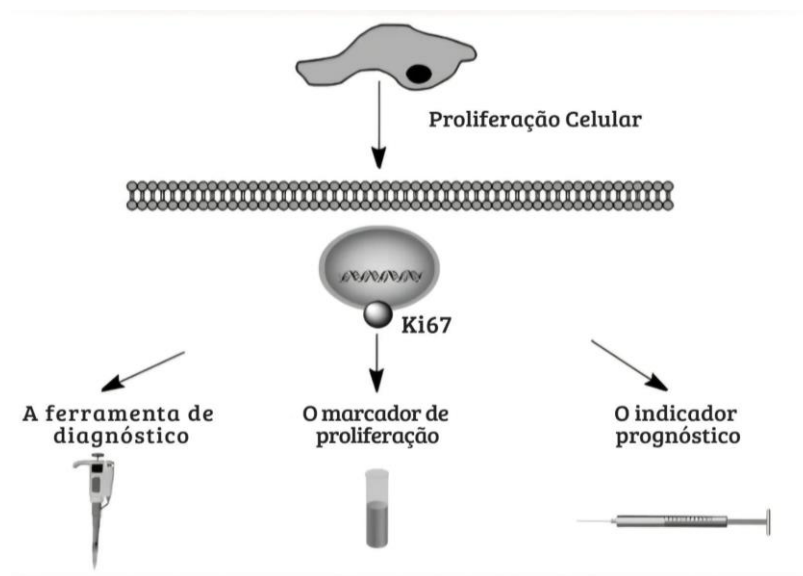 Proliferação Celular
Ki67
A ferramenta de
diagnóstico
O marcador de
proliferação
O indicador
prognóstico